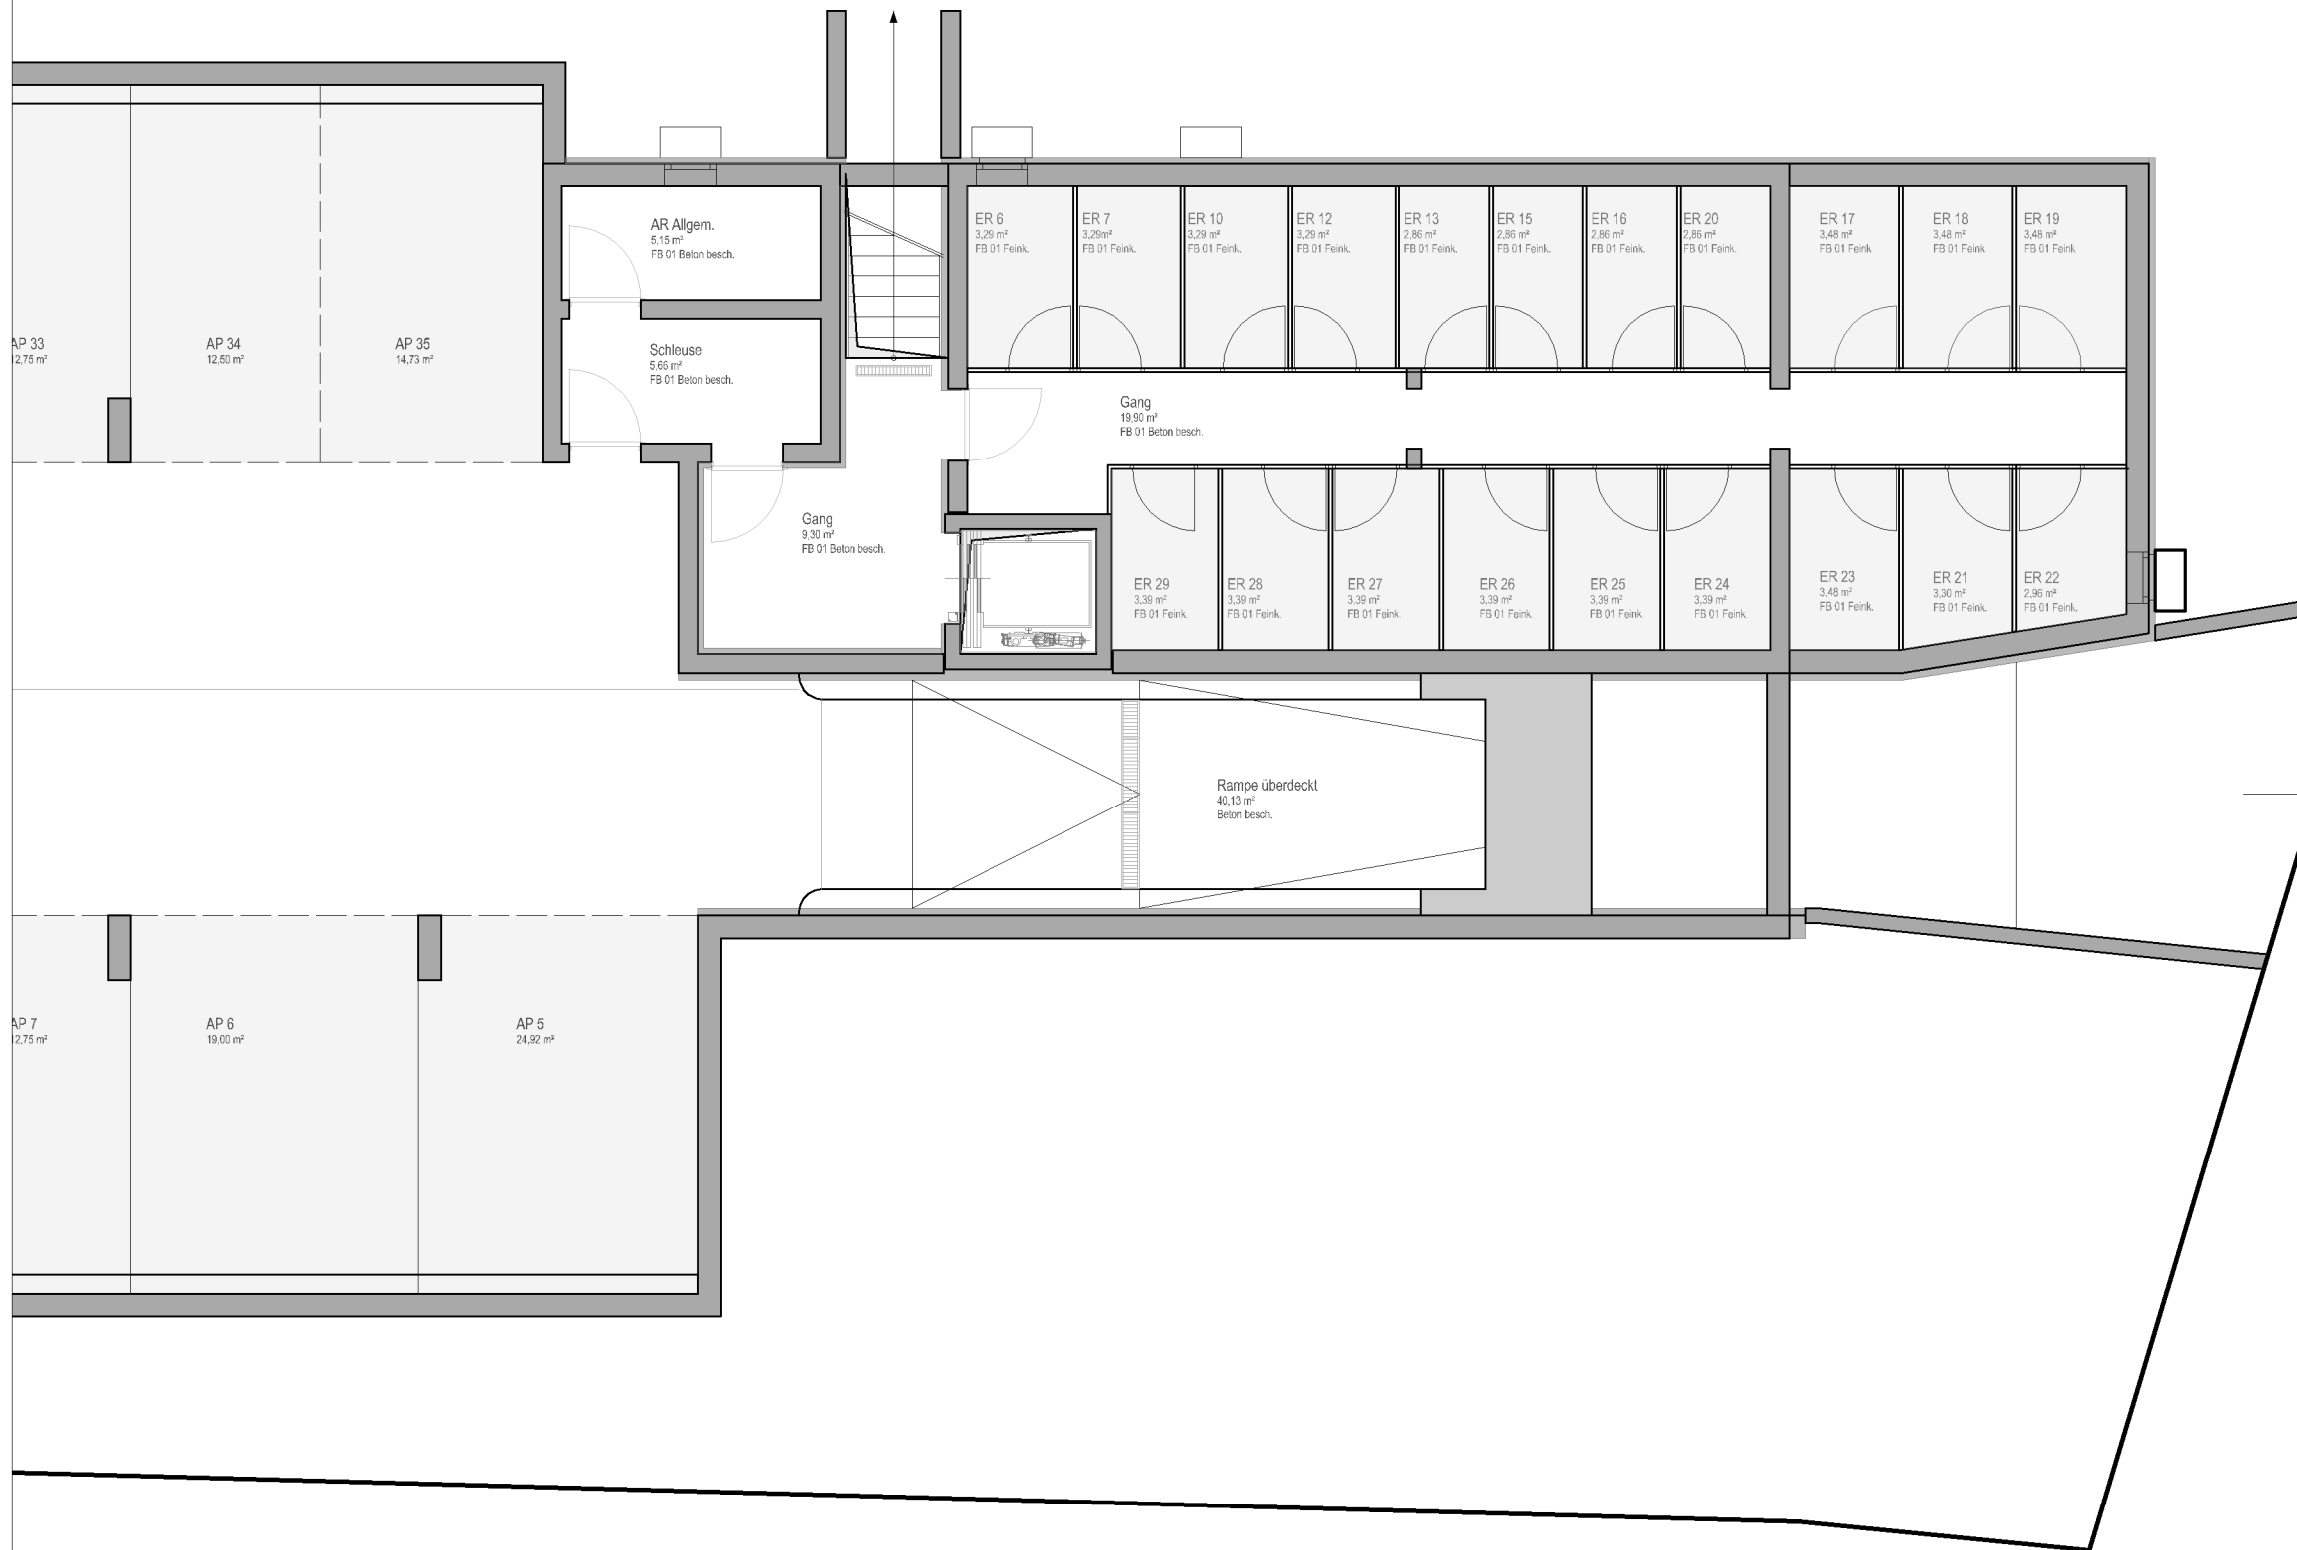 ER 6
3,29 m²
FB 01 Feink.
ER 7
3,29m²
FB 01 Feink.
ER 10
3,29 m²
FB 01 Feink.
ER 12
3,29 m²
FB 01 Feink.
ER 13
2,86 m²
FB 01 Feink.
ER 15
2,86 m²
FB 01 Feink.
ER 16
2,86 m²
FB 01 Feink.
ER 20
2,86 m²
FB 01 Feink.
ER 17
3,48 m²
FB 01 Feink
ER 18
3,48 m²
FB 01 Feink.
ER 19
3,48 m²
FB 01 Feink
AR Allgem.
5,15 m²
FB 01 Beton besch.
AP 33
12,75 m²
AP 34
12,50 m²
AP 35
14,73 m²
Schleuse
5,66 m²
FB 01 Beton besch.
Gang
19,90 m²
FB 01 Beton besch.
Gang
9,30 m²
FB 01 Beton besch.
ER 29
3,39 m²
FB 01 Feink.
ER 28
3,39 m²
FB 01 Feink.
ER 27
3,39 m²
FB 01 Feink.
ER 26
3,39 m²
FB 01 Feink.
ER 25
3,39 m²
FB 01 Feink.
ER 24
3,39 m²
FB 01 Feink.
ER 23
3,48 m²
FB 01 Feink.
ER 21
3,30 m²
FB 01 Feink.
ER 22
2,96 m²
FB 01 Feink.
Rampe überdeckt
40,13 m²
Beton besch.
AP 7
12,75 m²
AP 6
19,00 m²
AP 5
24,92 m²